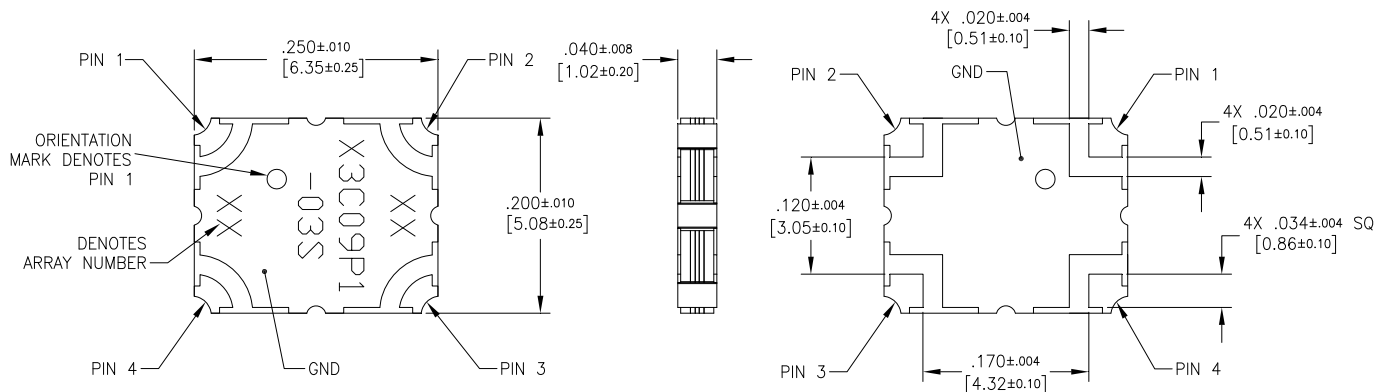 PIN 1
.250±.010
[6.35±0.25]
PIN 2
ORIENTATION
MARK DENOTES
PIN 1
DENOTES
ARRAY NUMBER
XX
X3C09P1
-03S
XX
.200±.010
[5.08±0.25]
PIN 4
GND
PIN 3
.040±.008
[1.02±0.20]
4X .020±.004
[0.51±0.10]
PIN 2
GND
PIN 1
4X .020±.004
[0.51±0.10]
.120±.004
[3.05±0.10]
4X .034±.004 SQ
[0.86±0.10]
PIN 3
.170±.004
[4.32±0.10]
PIN 4